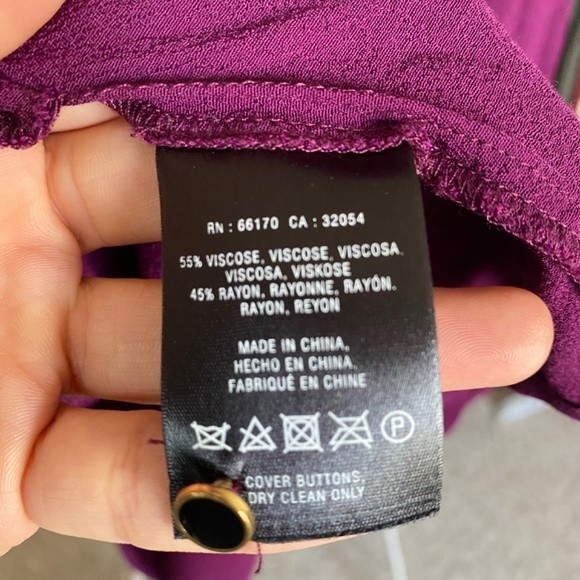 RN : 66170 CA : 32054
55% VISCOSE, VISCOSE, VISCOSA,
VISCOSA, VISKOSE
45% RAYON, RAYONNE, RAYÓN,
RAYON, REYON
MADE IN CHINA,
HECHO EN CHINA,
FABRIQUÉ EN CHINE
P
COVER BUTTONS,
DRY CLEAN ONLY